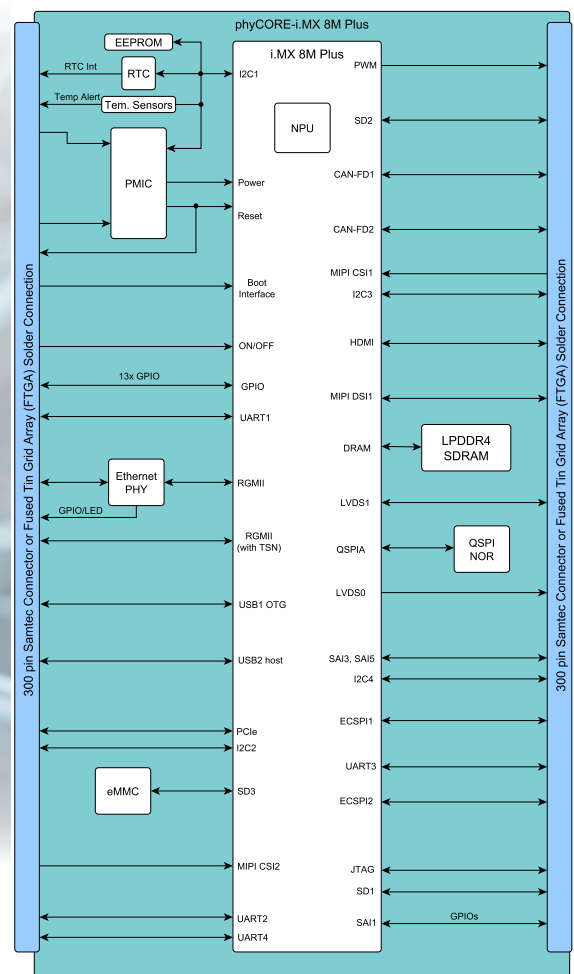 phyCORE-i.MX 8M Plus
300 pin Samtec Connector or Fused Tin Grid Array (FTGA) Solder Connection
EEPROM
RTC Int
RTC
Temp Alert
Tem. Sensors
PMIC
13x GPIO
Ethernet
PHY
GPIO/LED
eMMC
i.MX 8M Plus
NPU
I2C1
Power
Reset
Boot
Interface
ON/OFF
GPIO
UART1
RGMII
RGMII
(with TSN)
USB1 OTG
USB2 host
PCIe
I2C2
SD3
MIPI CSI2
UART2
UART4
PWM
SD2
CAN-FD1
CAN-FD2
MIPI CSI1
I2C3
HDMI
MIPI DSI1
DRAM
LVDS1
QSPIA
LVDS0
SAI3, SAI5
I2C4
ECSPI1
UART3
ECSPI2
JTAG
SD1
SAI1
LPDDR4
SDRAM
QSPI
NOR
GPIOs
300 pin Samtec Connector or Fused Tin Grid Array (FTGA) Solder Connection